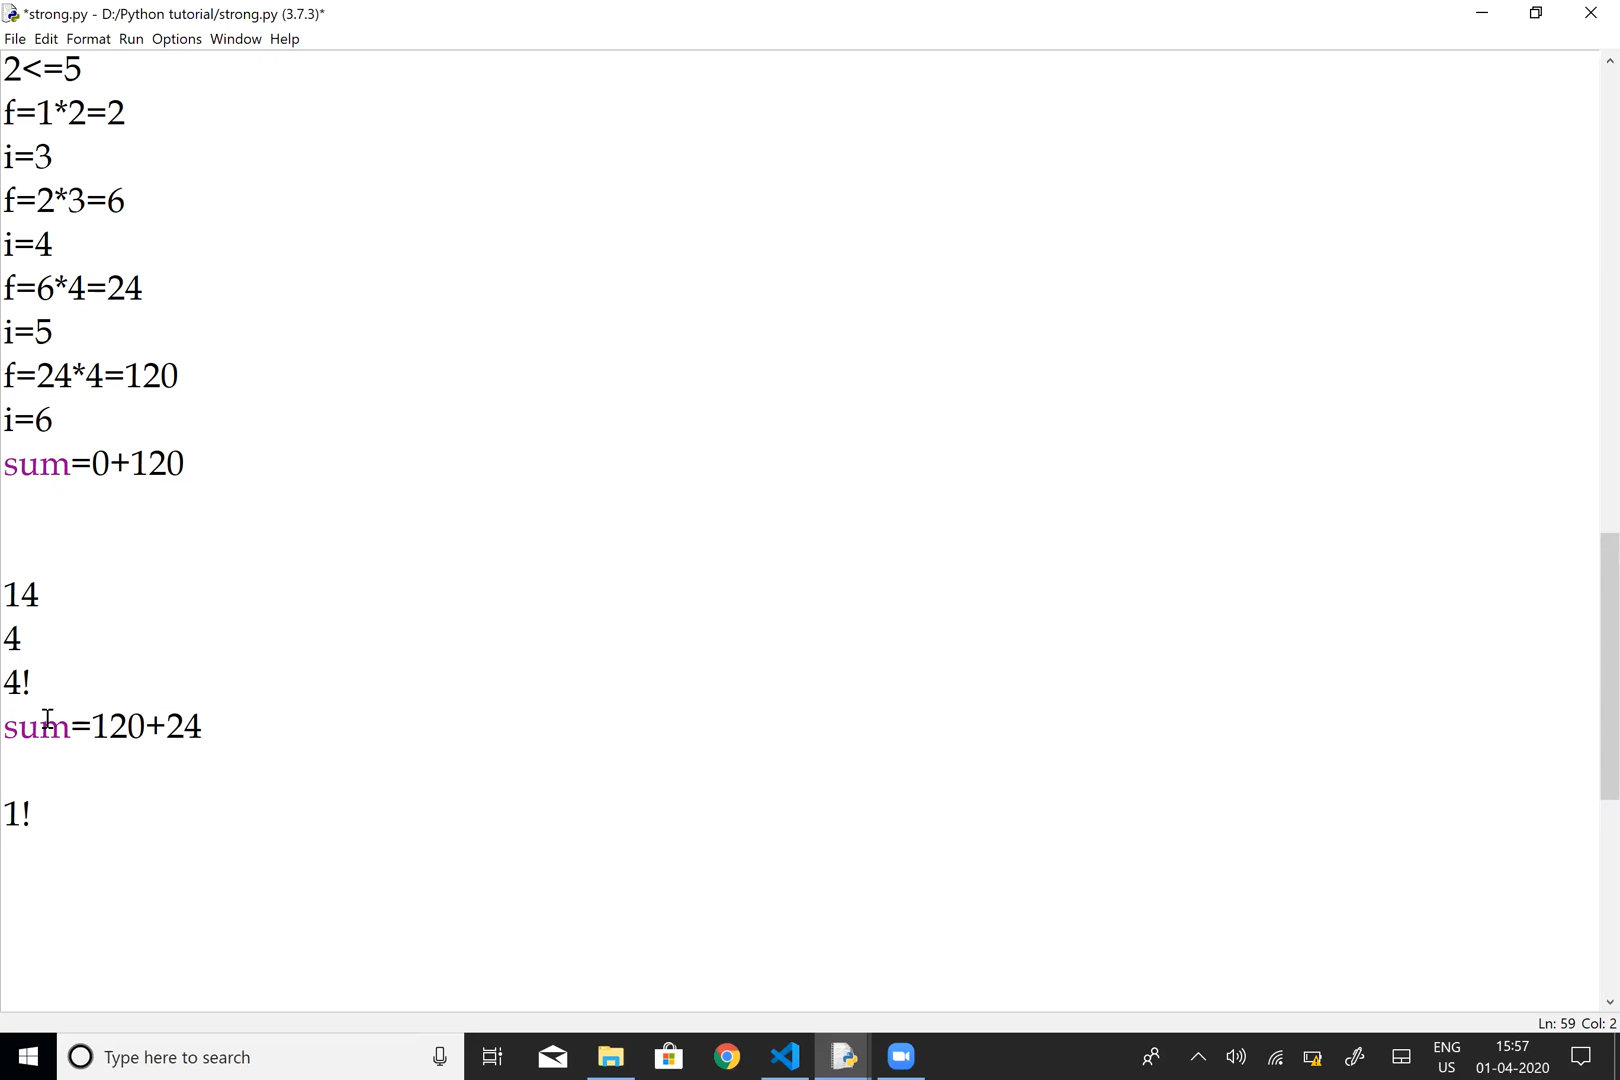 *strong.py - D:/Python tutorial/strong.py (3.7.3)*
File Edit Format Run Options Window Help
2<=5
f=1*2=2
i=3
f=2*3=6
i=4
f=6*4=24
i=5
f=24*4=120
i=6
sum=0+120
14
4
4!
sum=120+24
1!
Ln: 59 Col: 2
Type here to search
ENG
US
15:57
01-04-2020